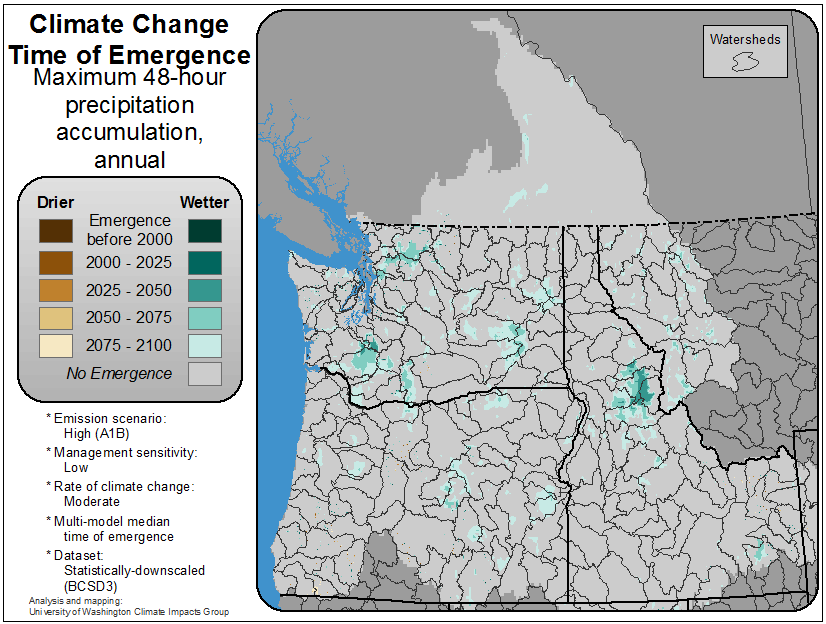 Climate Change
Time of Emergence
Maximum 48-hour
precipitation
accumulation,
annual
Drier Wetter
Emergence
before 2000
2000 - 2025
2025 - 2050
2050 - 2075
2075 - 2100
No Emergence
* Emission scenario:
High (A1B)
* Management sensitivity:
Low
* Rate of climate change:
Moderate
* Multi-model median
time of emergence
* Dataset:
Statistically-downscaled
(BCSD3)
Analysis and mapping:
University of Washington Climate Impacts Group
Watersheds